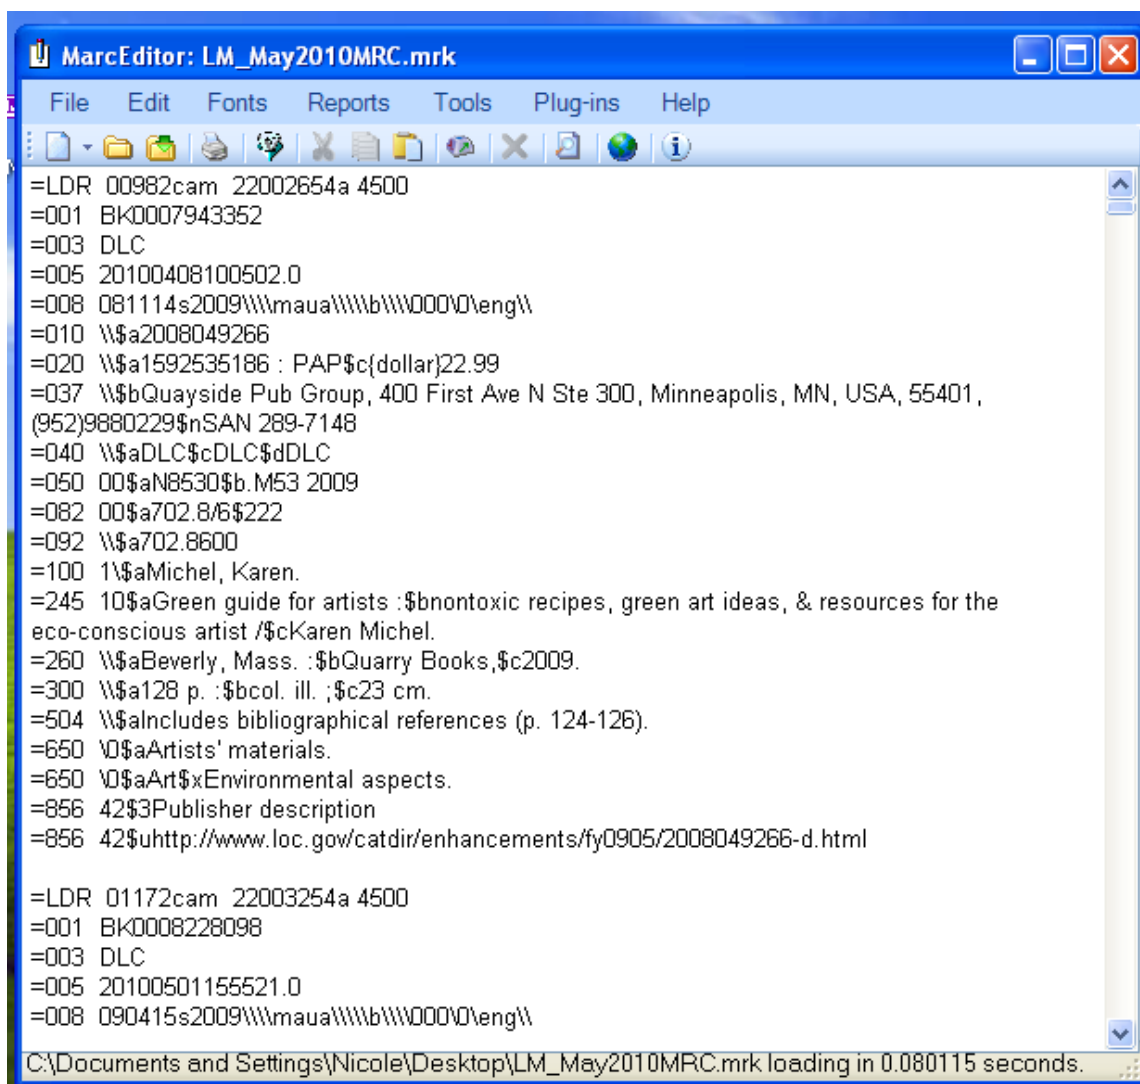 MarcEditor: LM_May2010MRC.mrk
File Edit Fonts Reports Tools Plug-ins Help
=LDR 00982cam 22002654a 4500
=001 BK0007943352
=003 DLC
=005 20100408100502.0
=008 081114s2009\\\\maua\\\\\b\\\\000\0\eng\\
=010 \\$a2008049266
=020 \\$a1592535186 : PAP$c{dollar}22.99
=037 \\$bQuayside Pub Group, 400 First Ave N Ste 300, Minneapolis, MN, USA, 55401,
(952)9880229$nSAN 289-7148
=040 \\$aDLC$cDLC$dDLC
=050 00$aN8530$b.M53 2009
=082 00$a702.8/6$222
=092 \\$a702.8600
=100 1\$aMichel, Karen.
=245 10$aGreen guide for artists :$bnontoxic recipes, green art ideas, & resources for the
eco-conscious artist /$cKaren Michel.
=260 \\$aBeverly, Mass. :$bQuarry Books,$c2009.
=300 \\$a128 p. :$bcol. ill. ;$c23 cm.
=504 \\$aIncludes bibliographical references (p. 124-126).
=650 \0$aArtists' materials.
=650 \0$aArt$xEnvironmental aspects.
=856 42$3Publisher description
=856 42$uhttp://www.loc.gov/catdir/enhancements/fy0905/2008049266-d.html
=LDR 01172cam 22003254a 4500
=001 BK0008228098
=003 DLC
=005 20100501155521.0
=008 090415s2009\\\\maua\\\\\b\\\\000\0\eng\\
C:\Documents and Settings\Nicole\Desktop\LM_May2010MRC.mrk loading in 0.080115 seconds.